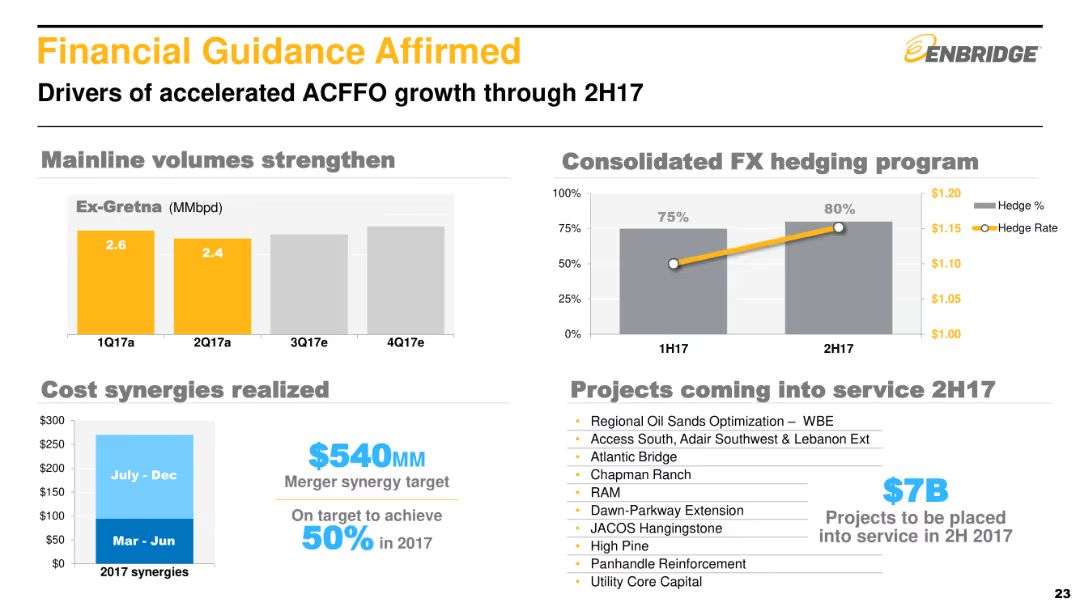 Financial Guidance Affirmed
ENBRIDGE
Drivers of accelerated ACFFO growth through 2H17
Mainline volumes strengthen
Ex-Gretna (MMbpd)
2.6
2.4
1Q17a 2Q17a 3Q17e 4Q17e
Consolidated FX hedging program
100%
75%
50%
25%
0%
75%
80%
$1.20
$1.15
$1.10
$1.05
$1.00
Hedge %
Hedge Rate
1H17 2H17
Cost synergies realized
$300
$250
$200
$150
$100
$50
$0
July - Dec
Mar - Jun
2017 synergies
$540MM
Merger synergy target
On target to achieve
50% in 2017
Projects coming into service 2H17
• Regional Oil Sands Optimization – WBE
• Access South, Adair Southwest & Lebanon Ext
• Atlantic Bridge
• Chapman Ranch
• RAM
• Dawn-Parkway Extension
• JACOS Hangingstone
• High Pine
• Panhandle Reinforcement
• Utility Core Capital
$7B
Projects to be placed
into service in 2H 2017
23